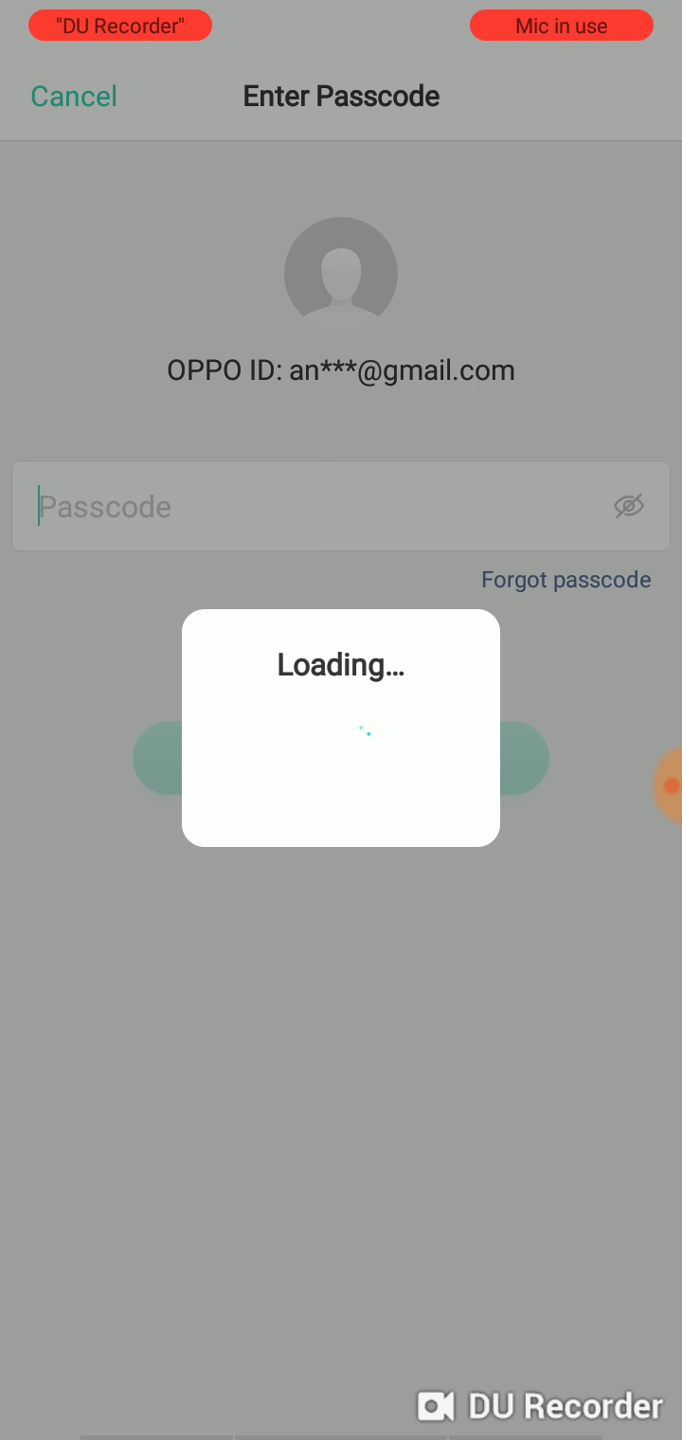 "DU Recorder" Mic in use
Cancel Enter Passcode
OPPO ID: an***@gmail.com
Passcode
Forgot passcode
Loading...
DU Recorder